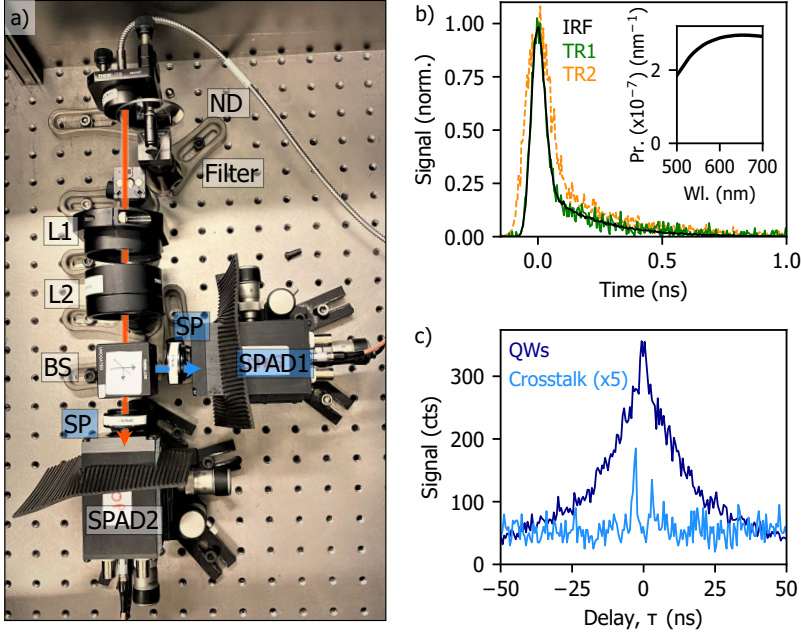 a)
ND
Filter
L1
L2
SP
BS
SPAD1
SP
SPAD2
b)
1.00
0.75
0.50
0.25
0.00
Signal (norm.)
IRF
TR1
TR2
Pr. (x10⁻⁷) (nm⁻¹)
2
0
500 600 700
Wl. (nm)
0.0 0.5 1.0
Time (ns)
c)
QWs
Crosstalk (x5)
300
200
100
0
Signal (cts)
−50 −25 0 25 50
Delay, τ (ns)